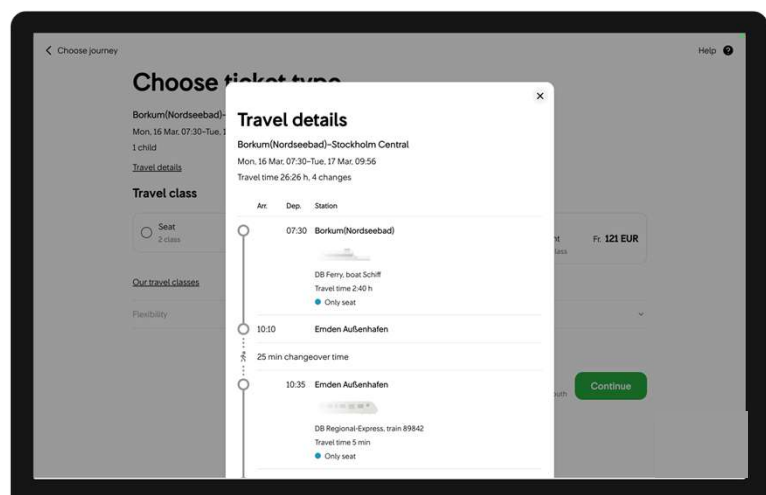 Choose journey
Help
Choose ticket type
Borkum(Nordseebad)-
Mon, 16 Mar, 07:30-Tue, 1
1 child
Travel details
Travel class
Seat
2 class
Fr. 121 EUR
Our travel classes
Flexibility
Continue
Travel details
Borkum(Nordseebad)–Stockholm Central
Mon, 16 Mar, 07:30–Tue, 17 Mar, 09:56
Travel time 26:26 h, 4 changes
Arr. Dep. Station
07:30 Borkum(Nordseebad)
DB Ferry, boat Schiff
Travel time 2:40 h
Only seat
10:10 Emden Außenhafen
25 min changeover time
10:35 Emden Außenhafen
DB Regional-Express, train 89842
Travel time 5 min
Only seat